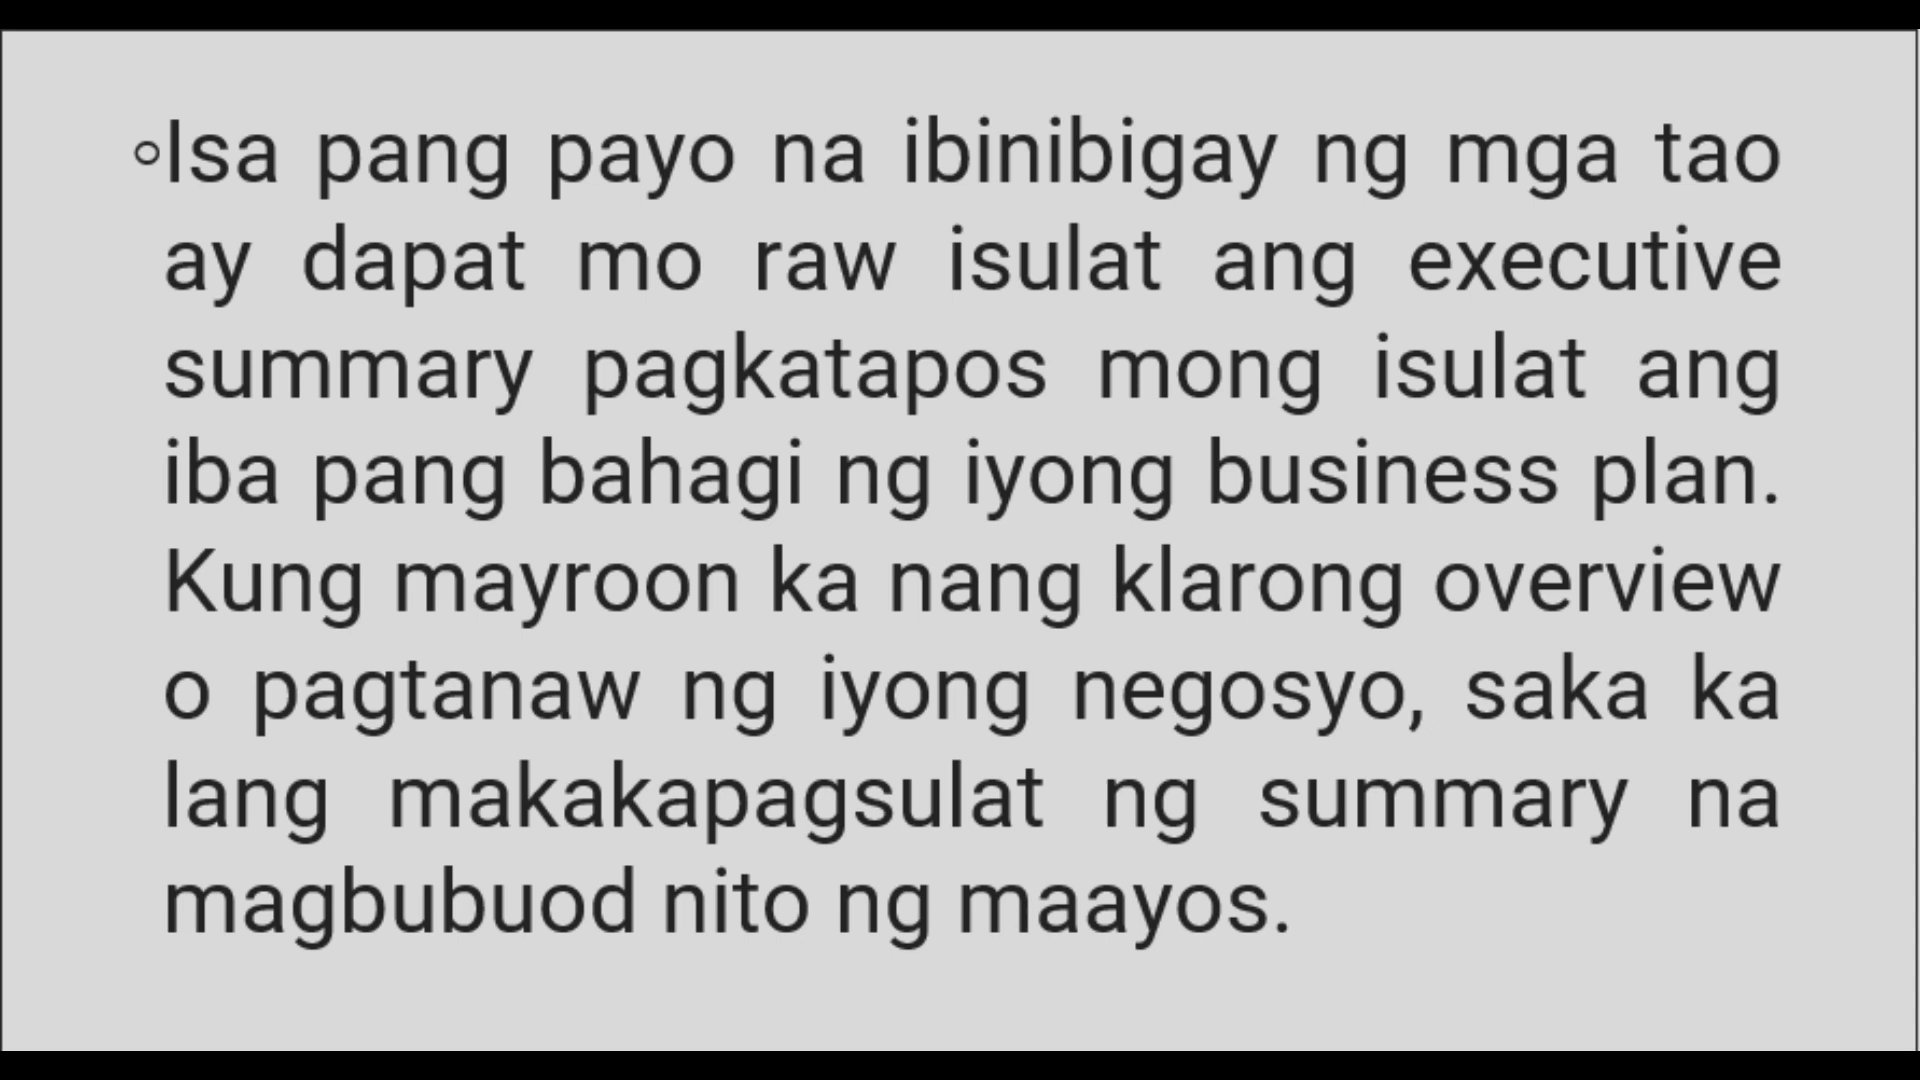 ◦Isa pang payo na ibinibigay ng mga tao
ay dapat mo raw isulat ang executive
summary pagkatapos mong isulat ang
iba pang bahagi ng iyong business plan.
Kung mayroon ka nang klarong overview
o pagtanaw ng iyong negosyo, saka ka
lang makakapagsulat ng summary na
magbubuod nito ng maayos.